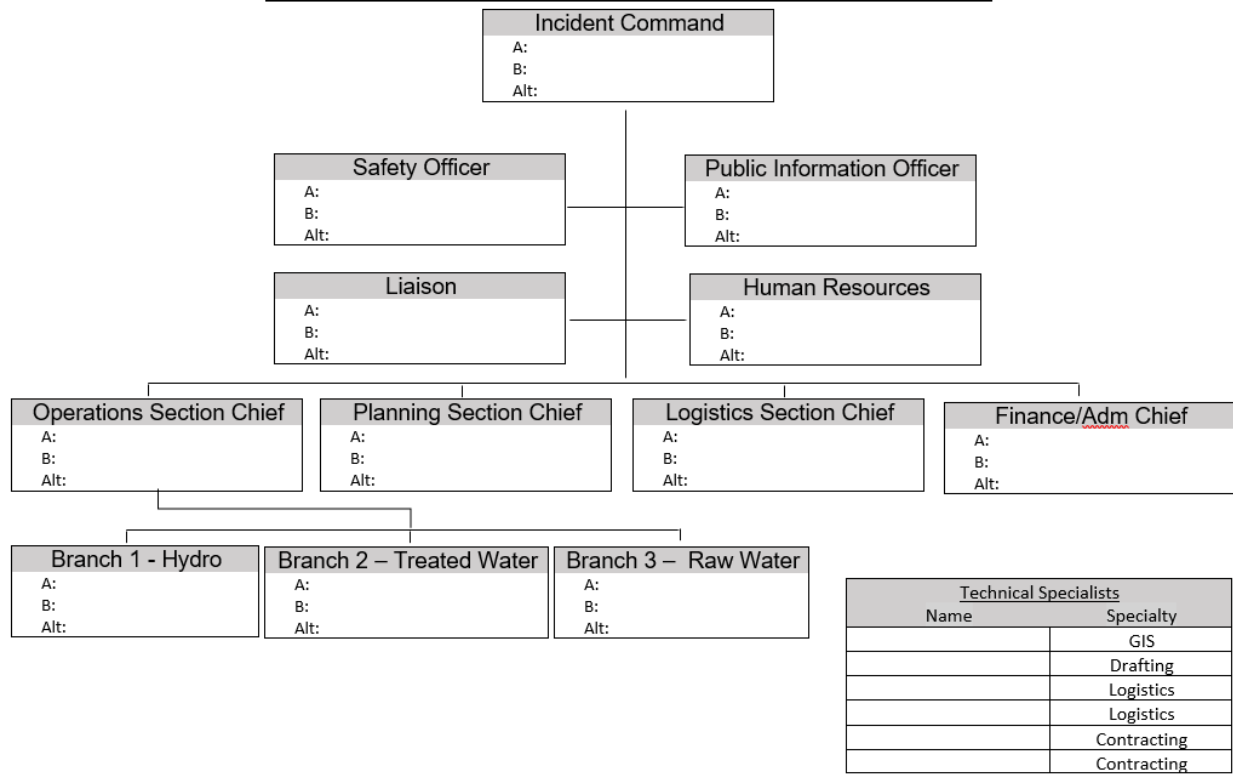 Incident Command
A:
B:
Alt:
Safety Officer
A:
B:
Alt:
Public Information Officer
A:
B:
Alt:
Liaison
A:
B:
Alt:
Human Resources
A:
B:
Alt:
Operations Section Chief
A:
B:
Alt:
Planning Section Chief
A:
B:
Alt:
Logistics Section Chief
A:
B:
Alt:
Finance/Adm Chief
A:
B:
Alt:
Branch 1 - Hydro
A:
B:
Alt:
Branch 2 – Treated Water
A:
B:
Alt:
Branch 3 – Raw Water
A:
B:
Alt:
Technical Specialists
Name Specialty
GIS
Drafting
Logistics
Logistics
Contracting
Contracting